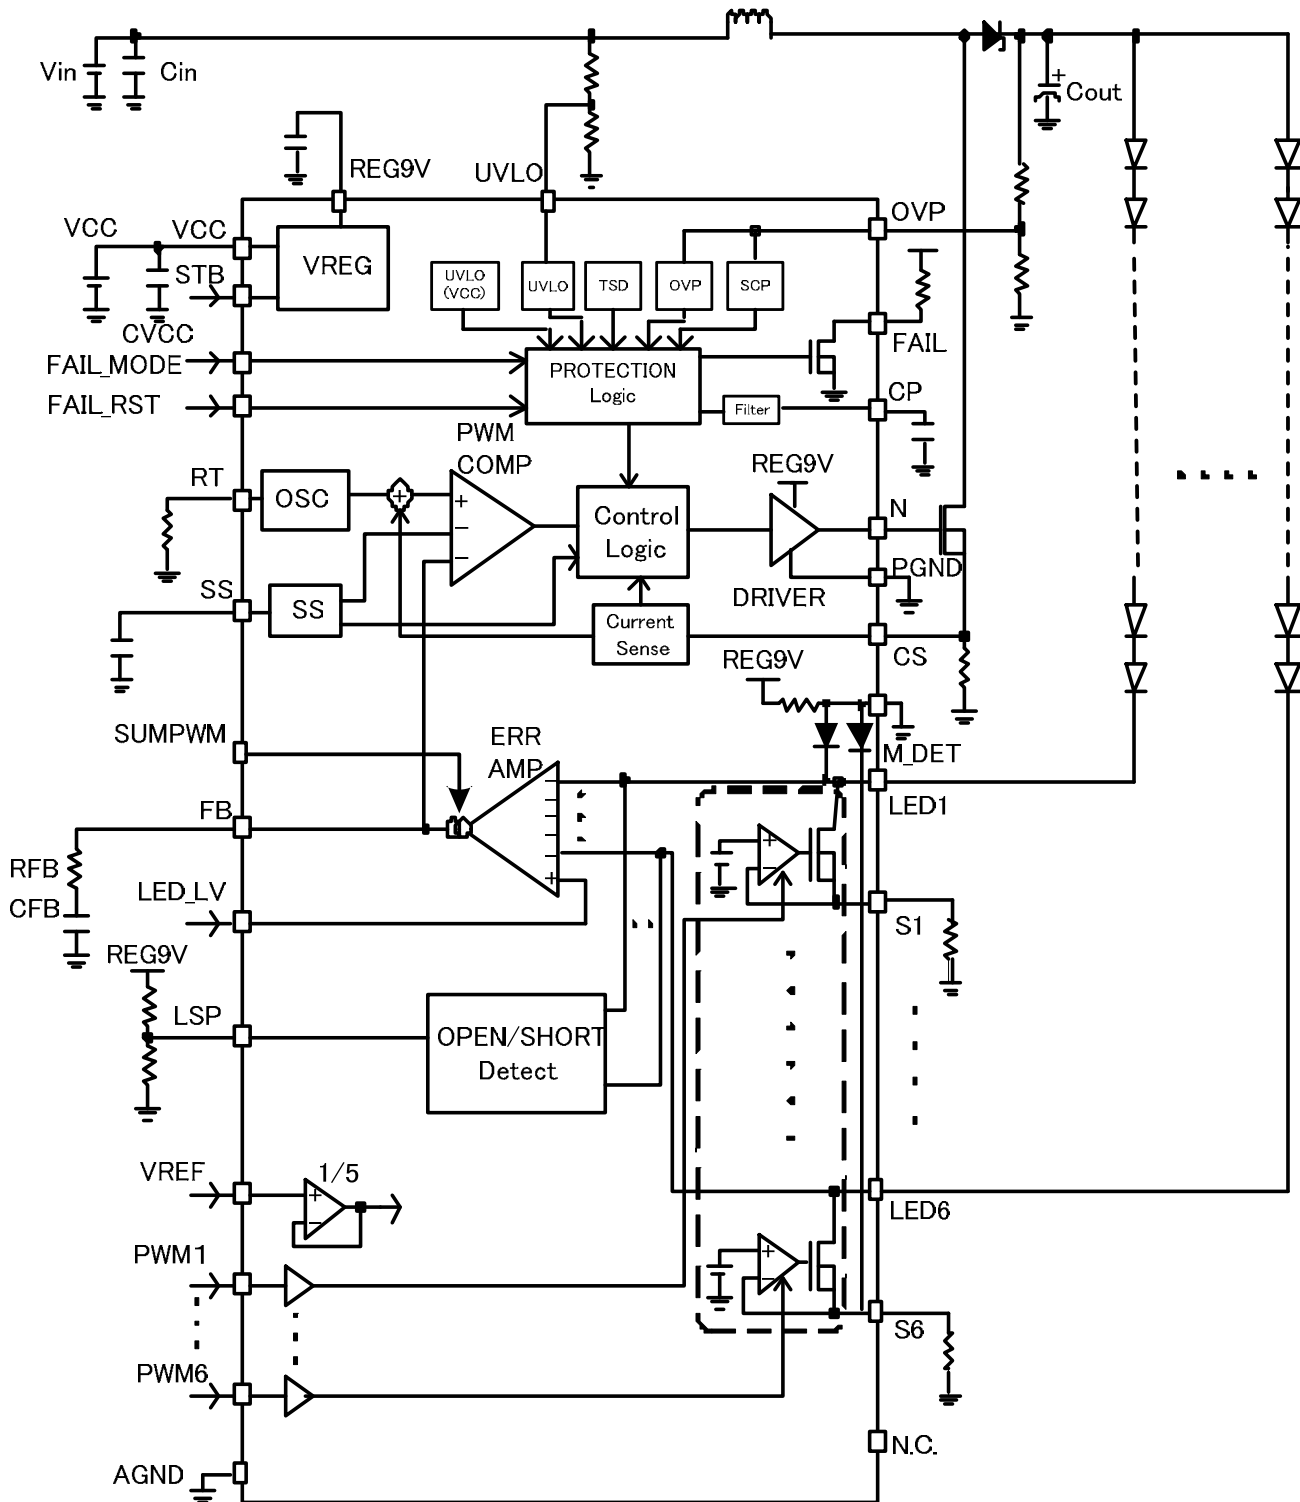 Vin
Cin
Cout
REG9V
UVLO
OVP
VCC
VCC
STB
CVCC
VREG
UVLO
(VCC)
UVLO
TSD
OVP
SCP
FAIL
FAIL_MODE
FAIL_RST
PROTECTION
Logic
Filter
CP
PWM
COMP
RT
OSC
+
+
−
−
Control
Logic
REG9V
N
PGND
DRIVER
SS
SS
Current
Sense
CS
REG9V
SUMPWM
ERR
AMP
M_DET
LED1
FB
−
−
−
−
−
+
+
−
RFB
CFB
LED_LV
S1
REG9V
LSP
OPEN/SHORT
Detect
VREF
1/5
+
−
LED6
PWM1
+
−
S6
PWM6
N.C.
AGND